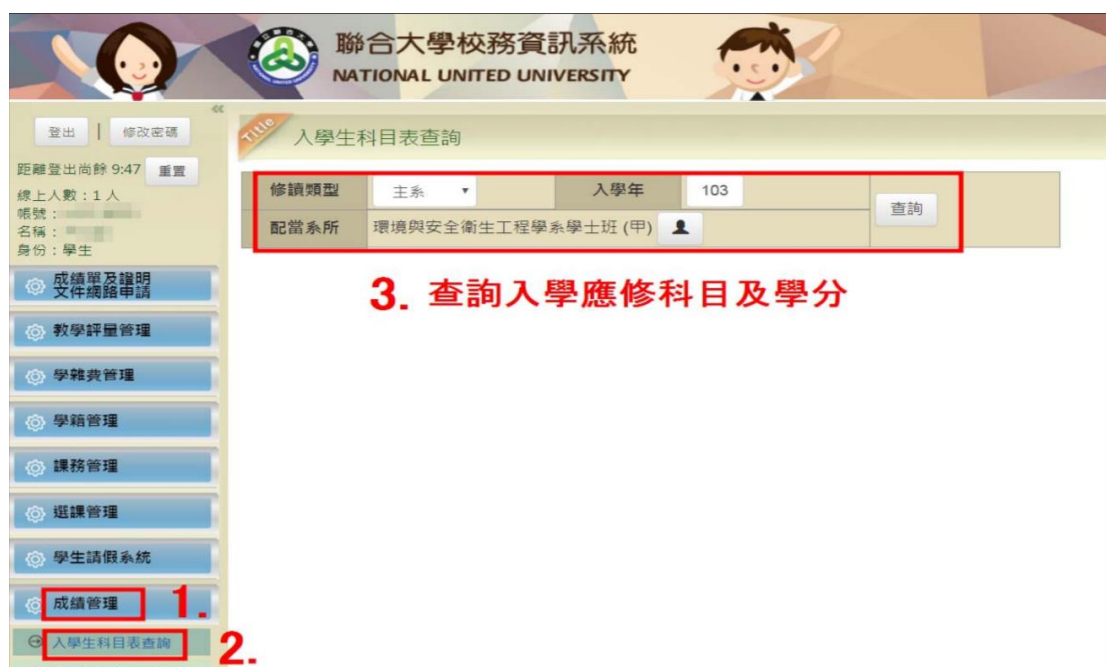 聯合大學校務資訊系統
NATIONAL UNITED UNIVERSITY
登出 | 修改密碼
距離登出尚餘 9:47 重置
線上人數：1 人
帳號：
名稱：
身份：學生
成績單及證明
文件網路申請
教學評量管理
學雜費管理
學籍管理
課務管理
選課管理
學生請假系統
成績管理 1.
入學生科目表查詢 2.
Title 入學生科目表查詢
修讀類型 主系 入學年 103 查詢
配當系所 環境與安全衛生工程學系學士班 (甲)
3. 查詢入學應修科目及學分